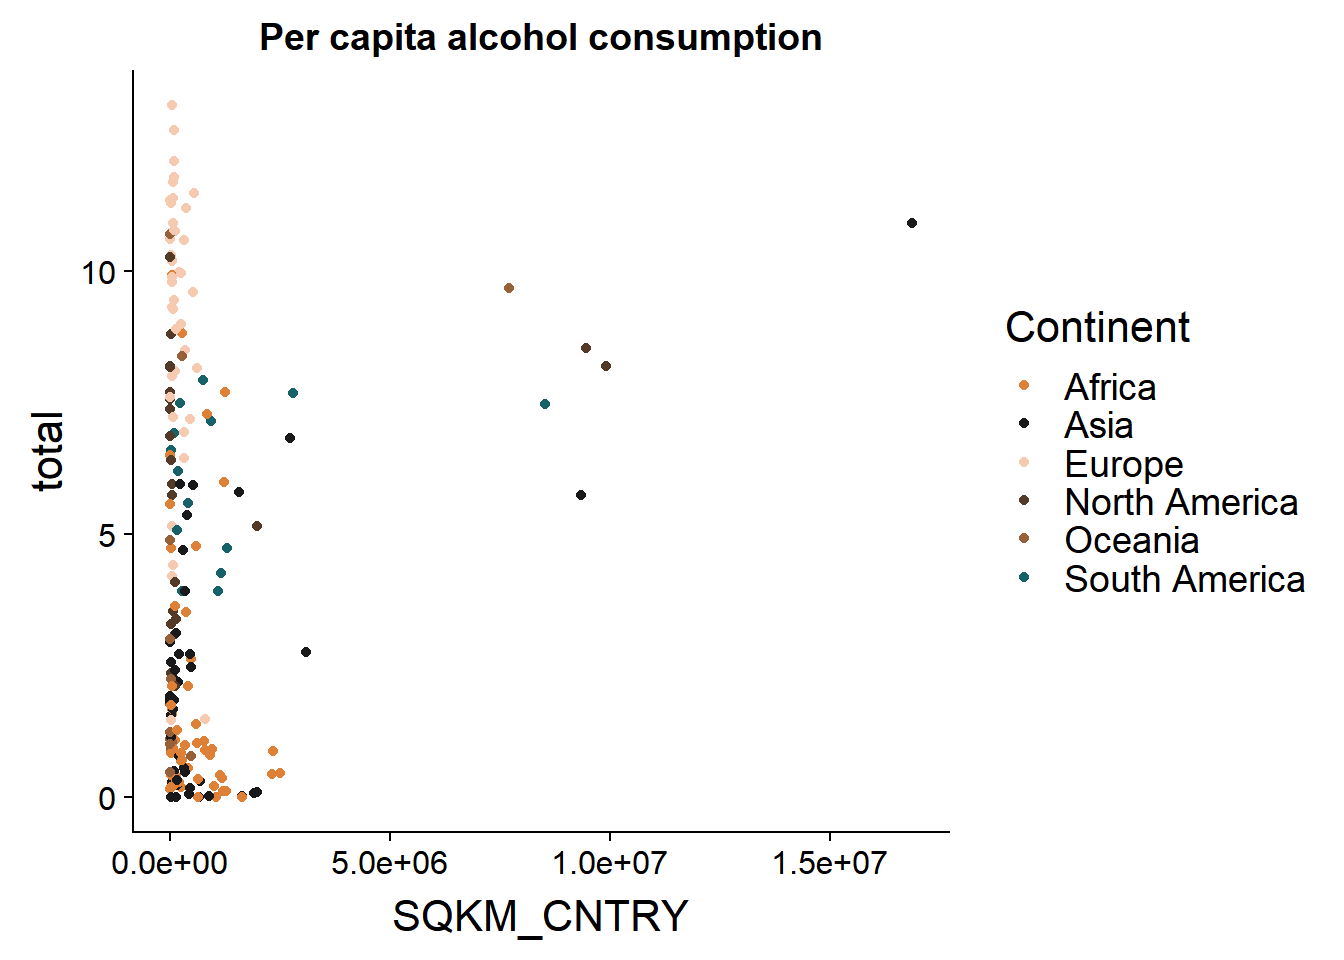 Per capita alcohol consumption
total
10
5
0
0.0e+00 5.0e+06 1.0e+07 1.5e+07
SQKM_CNTRY
Continent
Africa
Asia
Europe
North America
Oceania
South America